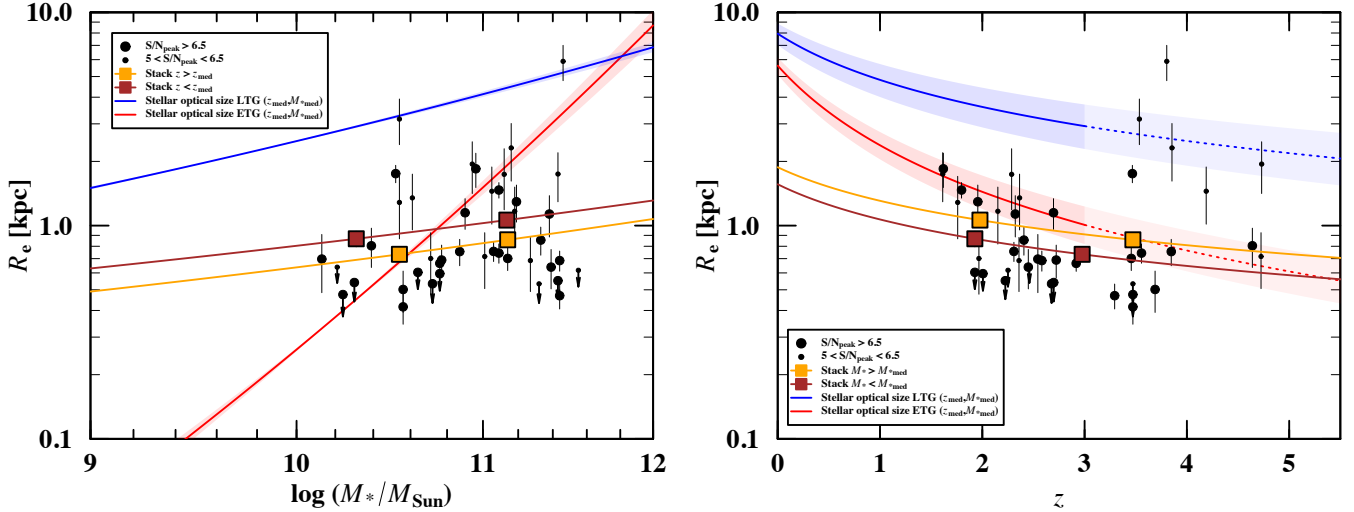 10.0
1.0
0.1
R_e [kpc]
S/N_peak > 6.5
5 < S/N_peak < 6.5
Stack z > z_med
Stack z < z_med
Stellar optical size LTG (z_med, M_*med)
Stellar optical size ETG (z_med, M_*med)
9 10 11 12
log (M_*/M_Sun)
10.0
1.0
0.1
R_e [kpc]
S/N_peak > 6.5
5 < S/N_peak < 6.5
Stack M_* > M_*med
Stack M_* < M_*med
Stellar optical size LTG (z_med, M_*med)
Stellar optical size ETG (z_med, M_*med)
0 1 2 3 4 5
z